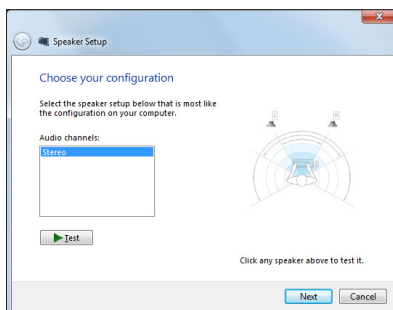 Speaker Setup
Choose your configuration
Select the speaker setup below that is most like
the configuration on your computer.
Audio channels:
Stereo
Test
Click any speaker above to test it.
Next
Cancel